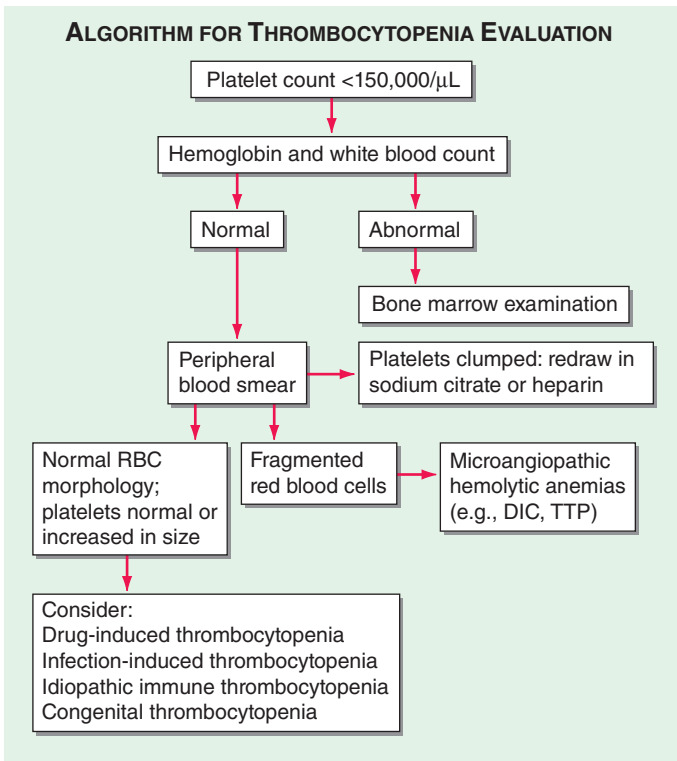 ALGORITHM FOR THROMBOCYTOPENIA EVALUATION
Platelet count <150,000/μL
Hemoglobin and white blood count
Normal
Abnormal
Bone marrow examination
Peripheral
blood smear
Platelets clumped: redraw in
sodium citrate or heparin
Normal RBC
morphology;
platelets normal or
increased in size
Fragmented
red blood cells
Microangiopathic
hemolytic anemias
(e.g., DIC, TTP)
Consider:
Drug-induced thrombocytopenia
Infection-induced thrombocytopenia
Idiopathic immune thrombocytopenia
Congenital thrombocytopenia